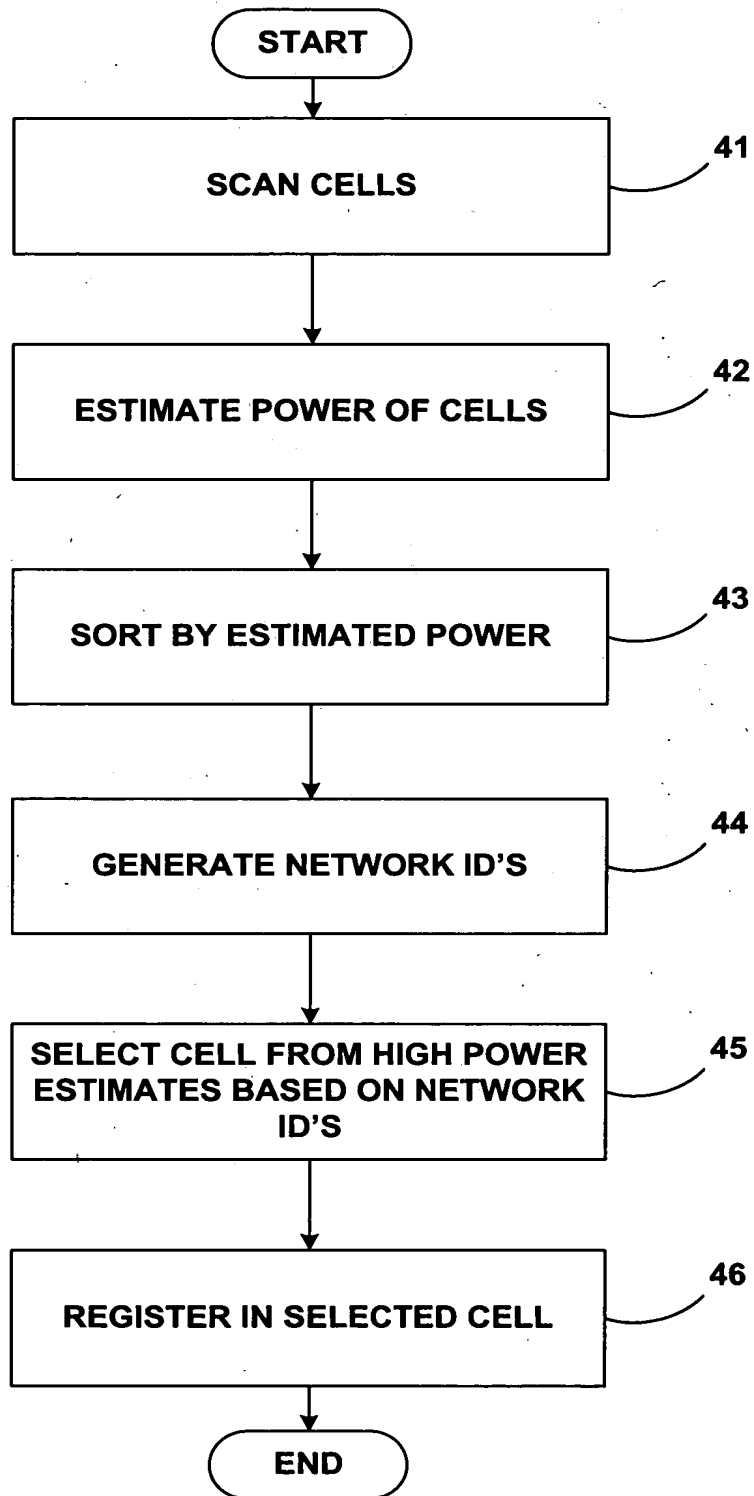 START
SCAN CELLS
41
ESTIMATE POWER OF CELLS
42
SORT BY ESTIMATED POWER
43
GENERATE NETWORK ID'S
44
SELECT CELL FROM HIGH POWER
ESTIMATES BASED ON NETWORK
ID'S
45
REGISTER IN SELECTED CELL
46
END